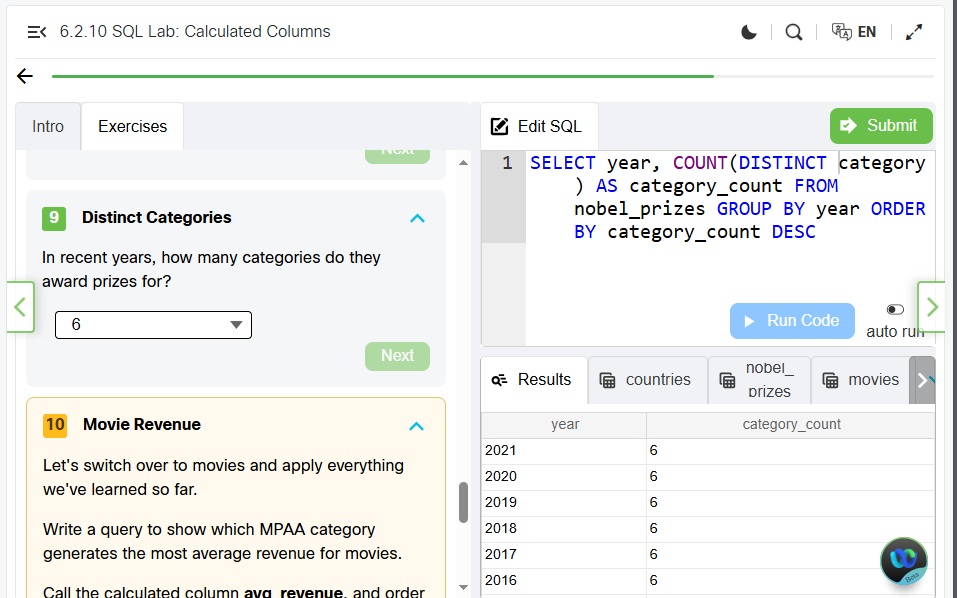 6.2.10 SQL Lab: Calculated Columns
EN
Intro
Exercises
Next
9
Distinct Categories
In recent years, how many categories do they
award prizes for?
6
Next
10
Movie Revenue
Let's switch over to movies and apply everything
we've learned so far.
Write a query to show which MPAA category
generates the most average revenue for movies.
Call the calculated column avg_revenue, and order
Edit SQL
Submit
1
SELECT year, COUNT(DISTINCT category
) AS category_count FROM
nobel_prizes GROUP BY year ORDER
BY category_count DESC
Run Code
auto run
Results
countries
nobel_
prizes
movies
year
category_count
2021 6
2020 6
2019 6
2018 6
2017 6
2016 6
Beta